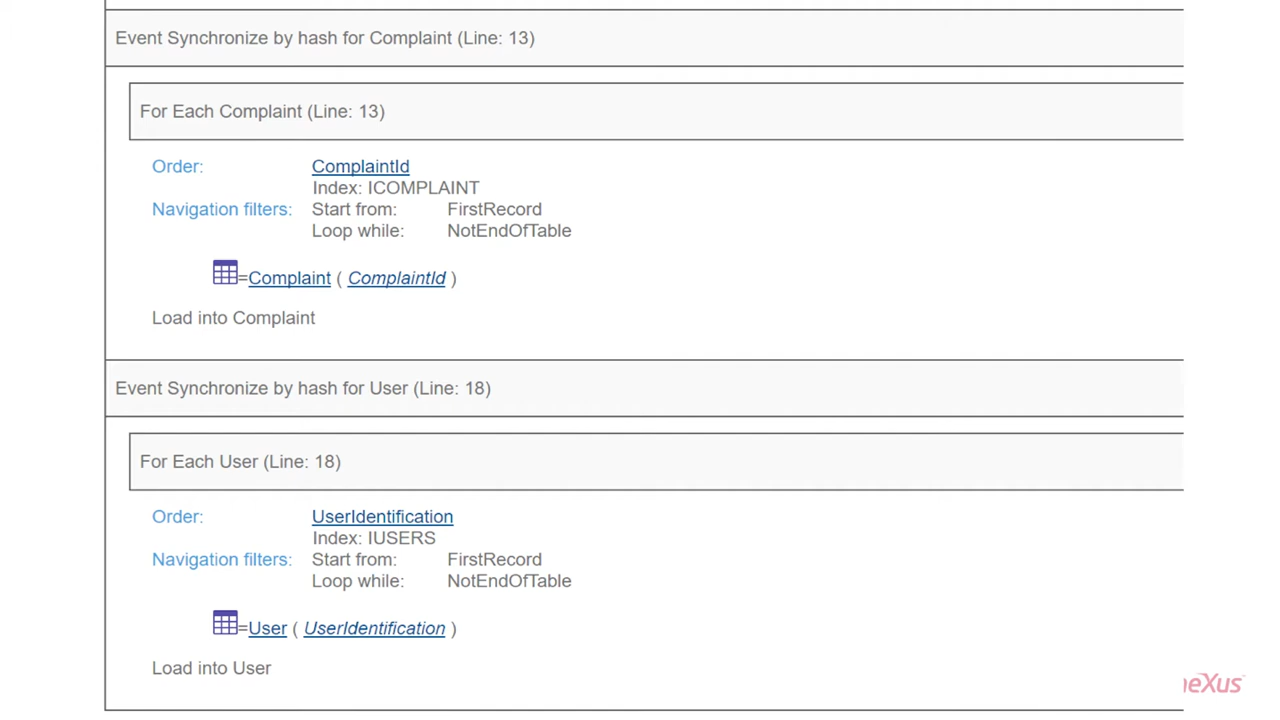 Event Synchronize by hash for Complaint (Line: 13)
For Each Complaint (Line: 13)
Order: ComplaintId
Index: ICOMPLAINT
Navigation filters: Start from: FirstRecord
Loop while: NotEndOfTable
=Complaint ( ComplaintId )
Load into Complaint
Event Synchronize by hash for User (Line: 18)
For Each User (Line: 18)
Order: UserIdentification
Index: IUSERS
Navigation filters: Start from: FirstRecord
Loop while: NotEndOfTable
=User ( UserIdentification )
Load into User
neXus